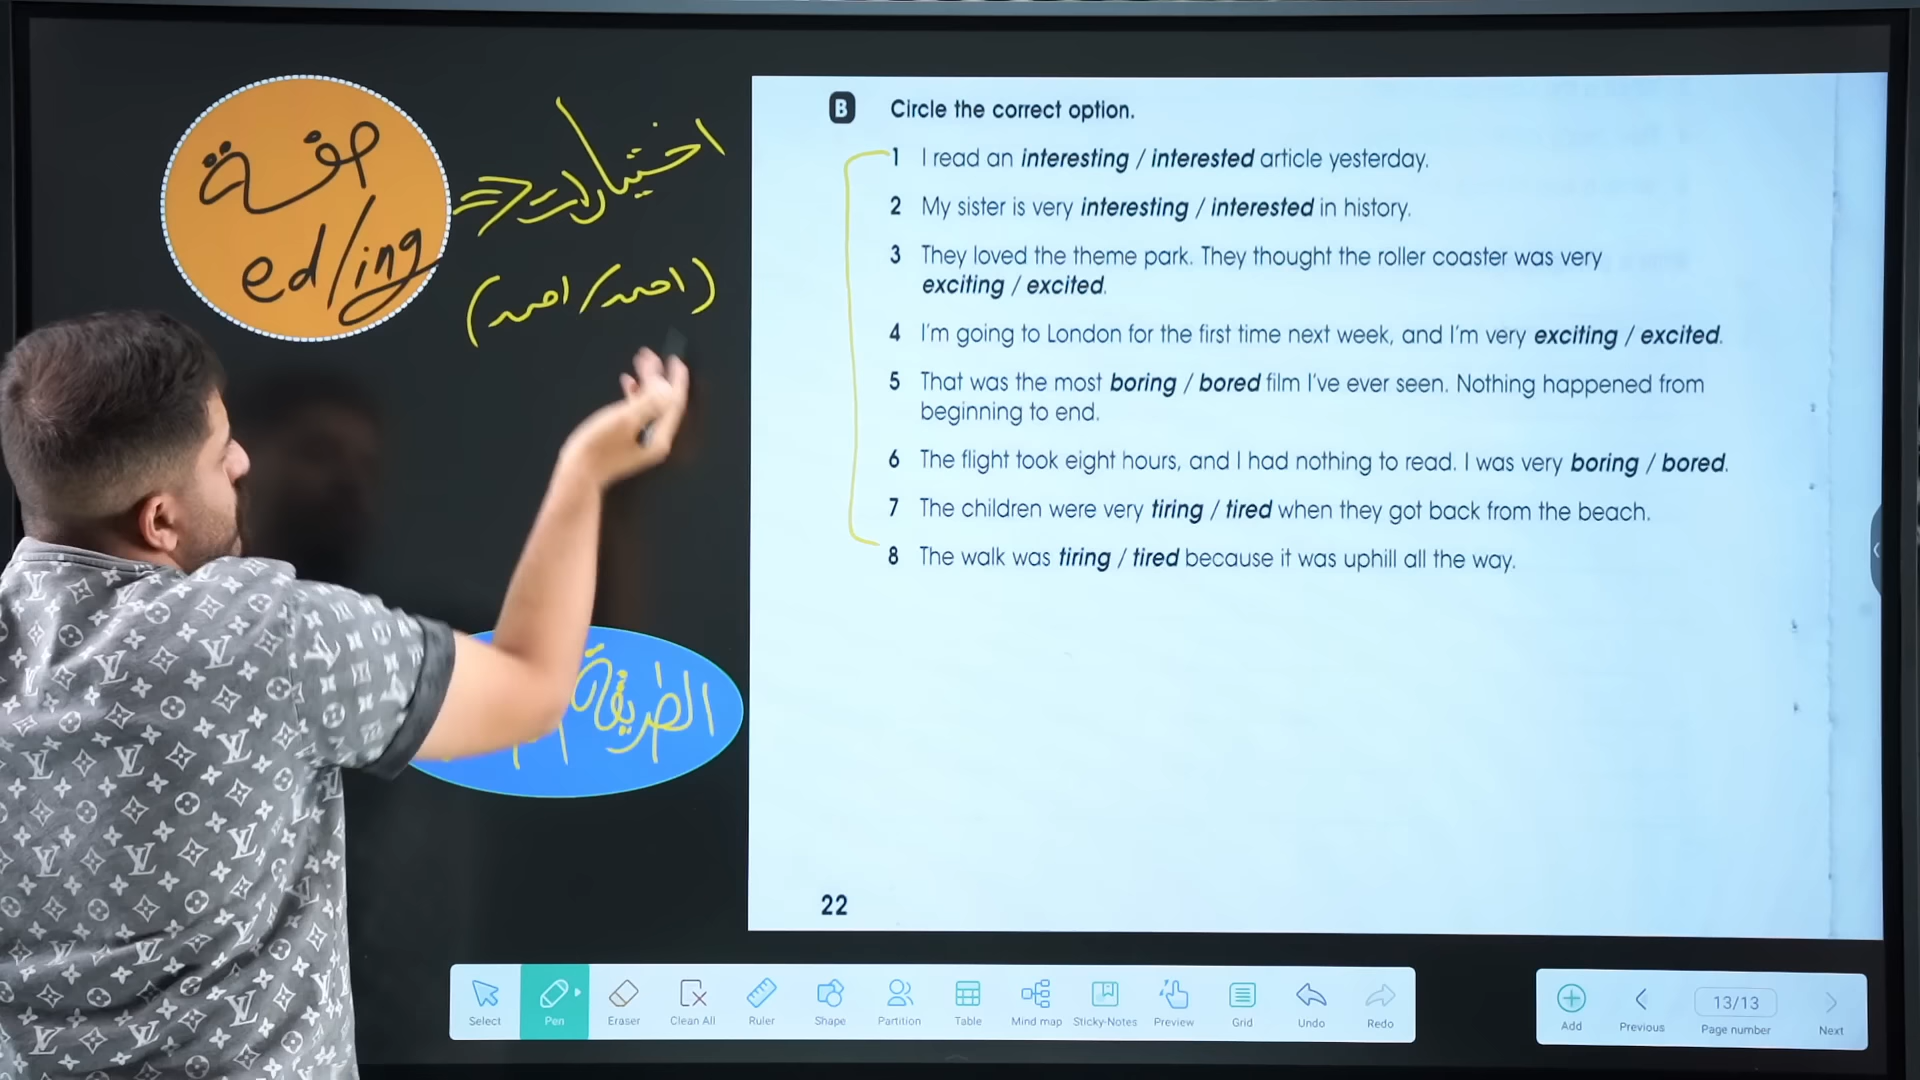 صفة
ed/ing
اختيارات <=
(احمد/احمد)
الطريقة
B Circle the correct option.
1 I read an interesting / interested article yesterday.
2 My sister is very interesting / interested in history.
3 They loved the theme park. They thought the roller coaster was very
exciting / excited.
4 I'm going to London for the first time next week, and I'm very exciting / excited.
5 That was the most boring / bored film I've ever seen. Nothing happened from
beginning to end.
6 The flight took eight hours, and I had nothing to read. I was very boring / bored.
7 The children were very tiring / tired when they got back from the beach.
8 The walk was tiring / tired because it was uphill all the way.
22
Select Pen Eraser Clean All Ruler Shape Partition Table Mind map Sticky-Notes Preview Grid Undo Redo
Add Previous 13/13 Page number Next